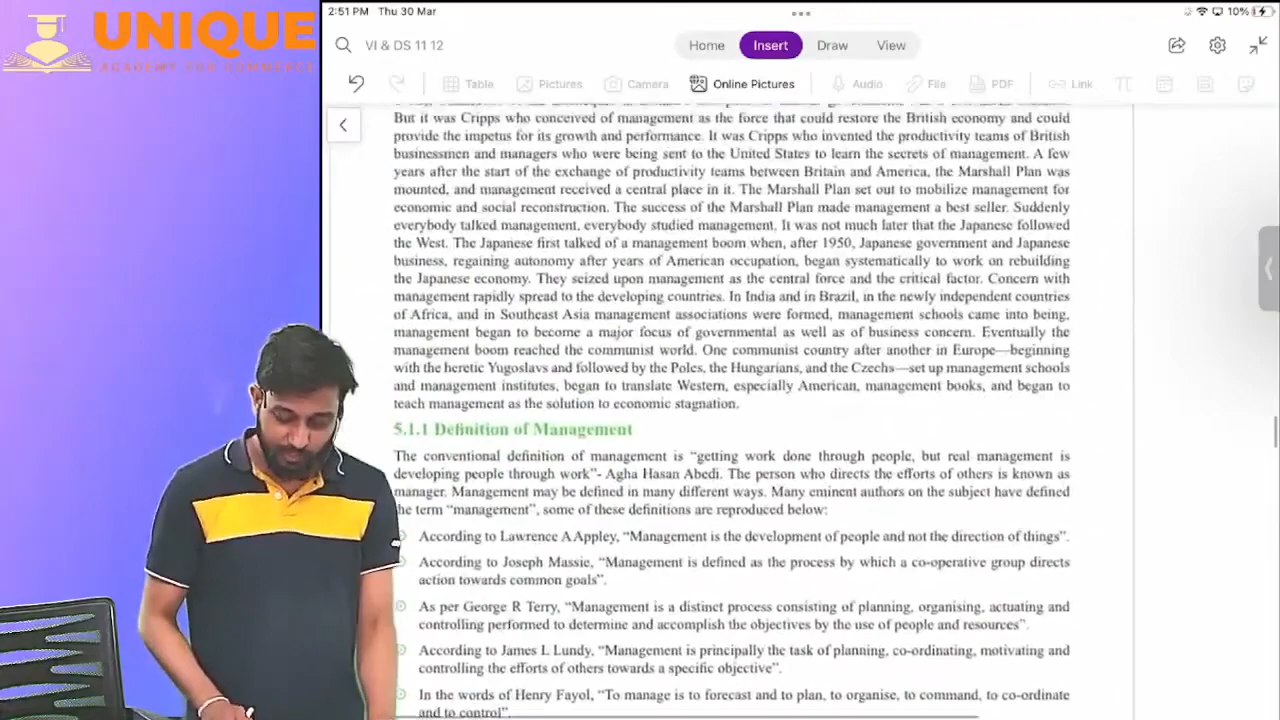 UNIQUE
ACADEMY FOR COMMERCE
2:51 PM Thu 30 Mar
10%
VI & DS 11 12
Home Insert Draw View
Table Pictures Camera Online Pictures Audio File PDF Link
But it was Cripps who conceived of management as the force that could restore the British economy and could
provide the impetus for its growth and performance. It was Cripps who invented the productivity teams of British
businessmen and managers who were being sent to the United States to learn the secrets of management. A few
years after the start of the exchange of productivity teams between Britain and America, the Marshall Plan was
mounted, and management received a central place in it. The Marshall Plan set out to mobilize management for
economic and social reconstruction. The success of the Marshall Plan made management a best seller. Suddenly
everybody talked management, everybody studied management. It was not much later that the Japanese followed
the West. The Japanese first talked of a management boom when, after 1950, Japanese government and Japanese
business, regaining autonomy after years of American occupation, began systematically to work on rebuilding
the Japanese economy. They seized upon management as the central force and the critical factor. Concern with
management rapidly spread to the developing countries. In India and in Brazil, in the newly independent countries
of Africa, and in Southeast Asia management associations were formed, management schools came into being,
management began to become a major focus of governmental as well as of business concern. Eventually the
management boom reached the communist world. One communist country after another in Europe—beginning
with the heretic Yugoslavs and followed by the Poles, the Hungarians, and the Czechs—set up management schools
and management institutes, began to translate Western, especially American, management books, and began to
teach management as the solution to economic stagnation.
5.1.1 Definition of Management
The conventional definition of management is “getting work done through people, but real management is
developing people through work”- Agha Hasan Abedi. The person who directs the efforts of others is known as
manager. Management may be defined in many different ways. Many eminent authors on the subject have defined
the term “management”, some of these definitions are reproduced below:
According to Lawrence A Appley, “Management is the development of people and not the direction of things”.
According to Joseph Massie, “Management is defined as the process by which a co-operative group directs
action towards common goals”.
As per George R Terry, “Management is a distinct process consisting of planning, organising, actuating and
controlling performed to determine and accomplish the objectives by the use of people and resources”.
According to James L Lundy, “Management is principally the task of planning, co-ordinating, motivating and
controlling the efforts of others towards a specific objective”.
In the words of Henry Fayol, “To manage is to forecast and to plan, to organise, to command, to co-ordinate
and to control”.